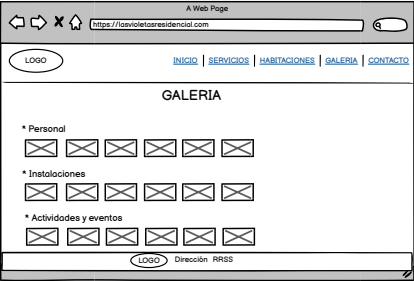 A Web Page
https://lasvioletasresidencial.com
LOGO
INICIO | SERVICIOS | HABITACIONES | GALERIA | CONTACTO
GALERIA
* Personal
* Instalaciones
* Actividades y eventos
LOGO Dirección RRSS